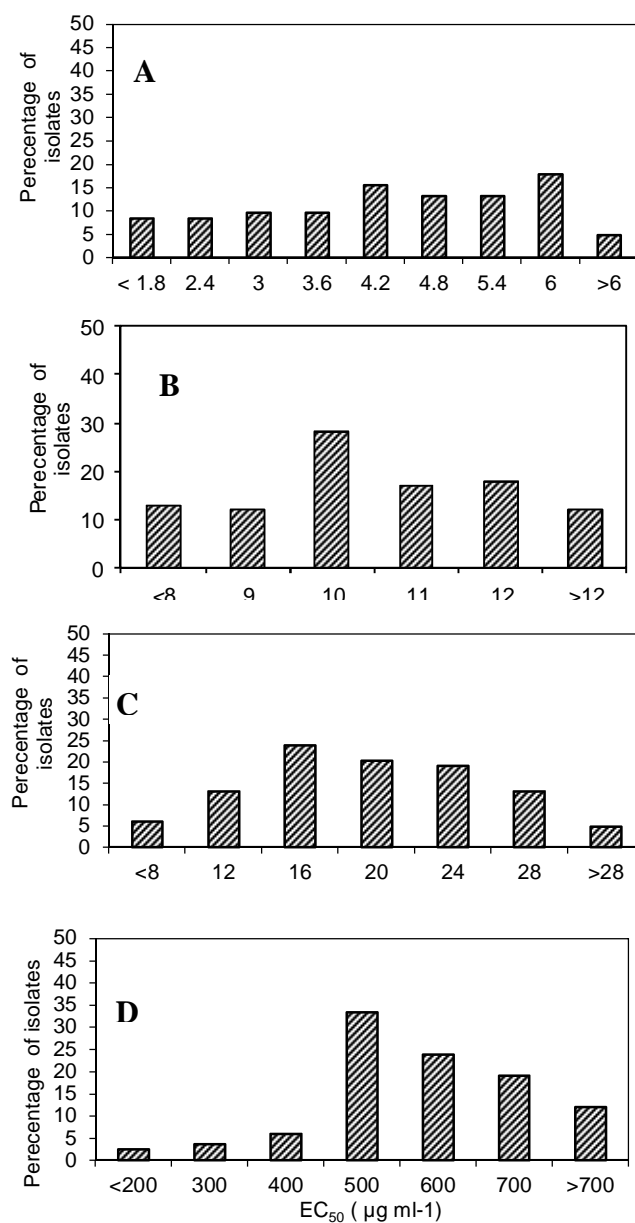 50
45
40
35
30
25
20
15
10
5
0
Perecentage of
isolates
A
< 1.8 2.4 3 3.6 4.2 4.8 5.4 6 >6
50
40
30
20
10
0
Perecentage of
isolates
B
<8 9 10 11 12 >12
50
45
40
35
30
25
20
15
10
5
0
Perecentage of
isolates
C
<8 12 16 20 24 28 >28
50
45
40
35
30
25
20
15
10
5
0
Perecentage of isolates
D
<200 300 400 500 600 700 >700
EC50 ( µg ml-1)